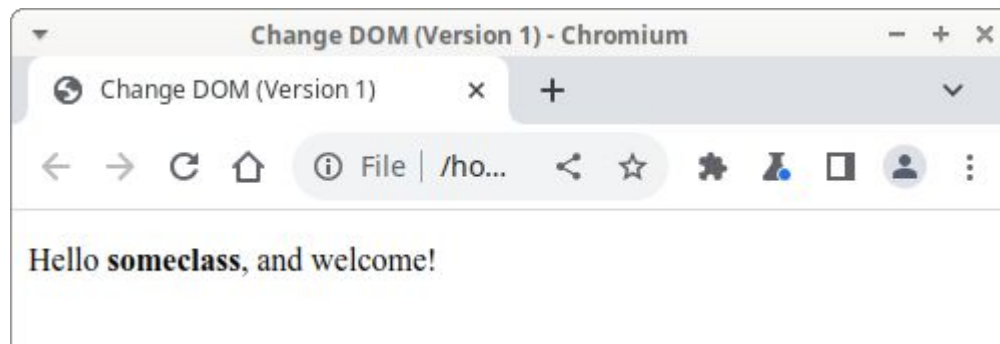 Change DOM (Version 1) - Chromium
Change DOM (Version 1)
File /ho...
Hello someclass, and welcome!